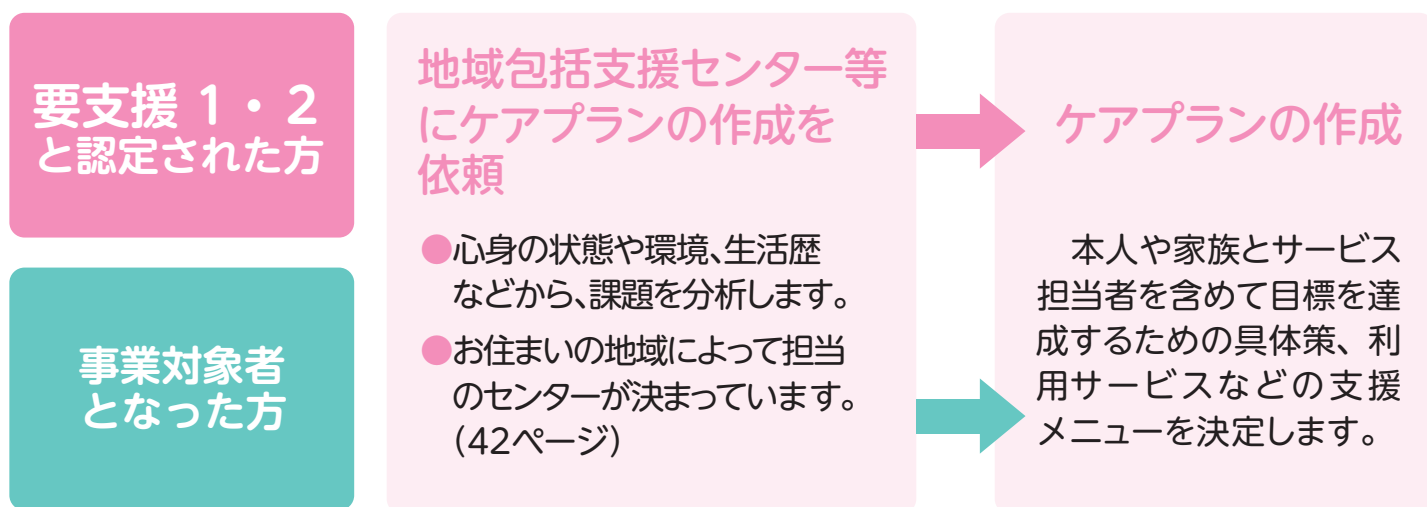 要支援 1・2
と認定された方
事業対象者
となった方
地域包括支援センター等
にケアプランの作成を
依頼
●心身の状態や環境、生活歴
などから、課題を分析します。
●お住まいの地域によって担当
のセンターが決まっています。
(42ページ)
ケアプランの作成
本人や家族とサービス
担当者を含めて目標を達
成するための具体策、利
用サービスなどの支援
メニューを決定します。